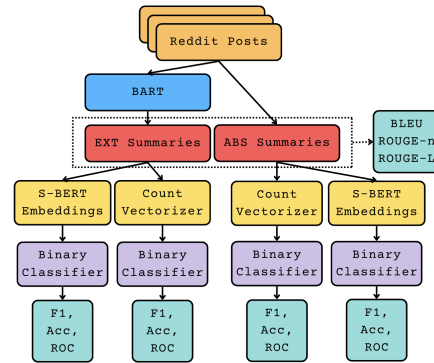 Reddit Posts
BART
EXT Summaries
ABS Summaries
BLEU
ROUGE-n
ROUGE-L
S-BERT
Embeddings
Count
Vectorizer
Count
Vectorizer
S-BERT
Embeddings
Binary
Classifier
Binary
Classifier
Binary
Classifier
Binary
Classifier
F1,
Acc,
ROC
F1,
Acc,
ROC
F1,
Acc,
ROC
F1,
Acc,
ROC